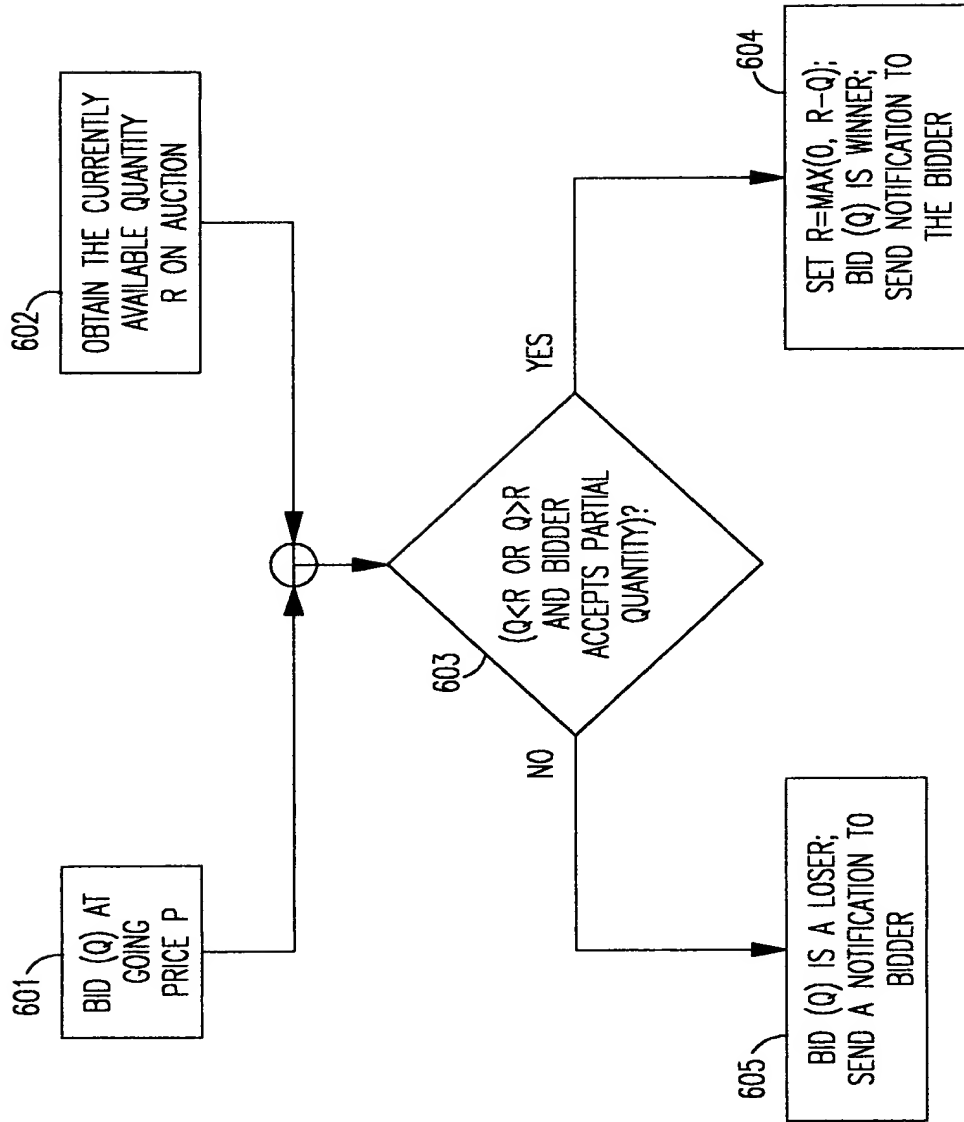 601
BID (Q) AT
GOING
PRICE P
602
OBTAIN THE CURRENTLY
AVAILABLE QUANTITY
R ON AUCTION
603
(Q<R OR Q>R
AND BIDDER
ACCEPTS PARTIAL
QUANTITY)?
NO
YES
605
BID (Q) IS A LOSER;
SEND A NOTIFICATION TO
BIDDER
604
SET R=MAX(0, R-Q);
BID (Q) IS WINNER;
SEND NOTIFICATION TO
THE BIDDER